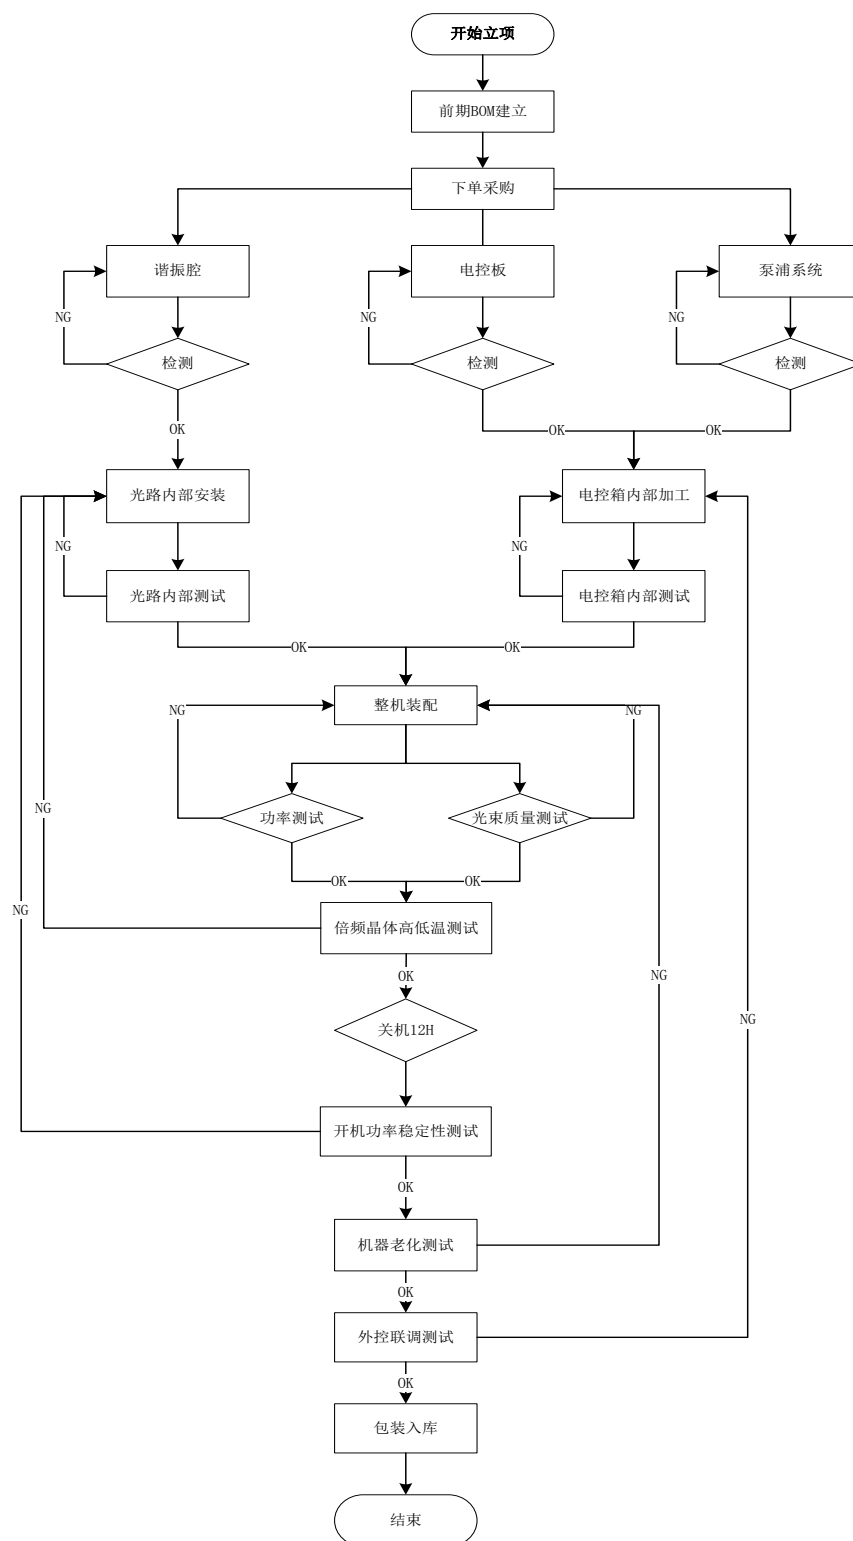 开始立项
前期BOM建立
下单采购
谐振腔
电控板
泵浦系统
NG
NG
NG
检测
检测
检测
OK
OK
OK
光路内部安装
电控箱内部加工
NG
NG
光路内部测试
电控箱内部测试
OK
OK
整机装配
NG
NG
NG
功率测试
光束质量测试
OK
OK
NG
倍频晶体高低温测试
OK
NG
NG
关机12H
开机功率稳定性测试
OK
机器老化测试
OK
外控联调测试
OK
包装入库
结束